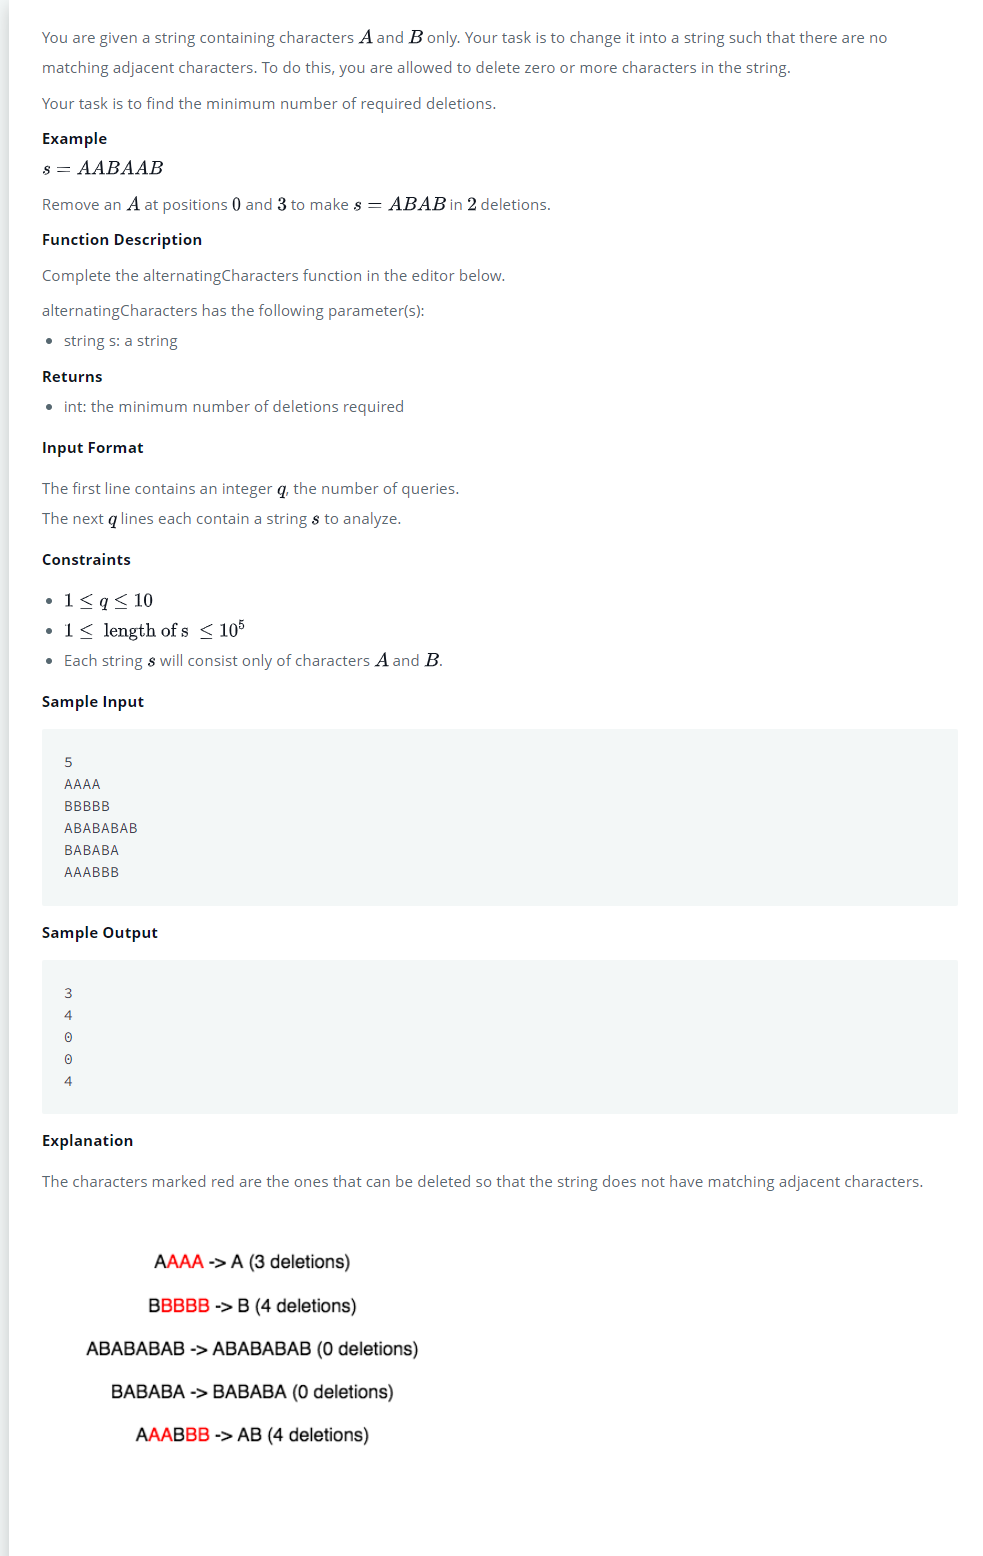 You are given a string containing characters A and B only. Your task is to change it into a string such that there are no
matching adjacent characters. To do this, you are allowed to delete zero or more characters in the string.
Your task is to find the minimum number of required deletions.
Example
s = AABAAB
Remove an A at positions 0 and 3 to make s = ABAB in 2 deletions.
Function Description
Complete the alternatingCharacters function in the editor below.
alternatingCharacters has the following parameter(s):
• string s: a string
Returns
• int: the minimum number of deletions required
Input Format
The first line contains an integer q, the number of queries.
The next q lines each contain a string s to analyze.
Constraints
• 1 ≤ q ≤ 10
• 1 ≤ length of s ≤ 10⁵
• Each string s will consist only of characters A and B.
Sample Input
5
AAAA
BBBBB
ABABABAB
BABABA
AAABBB
Sample Output
3
4
0
0
4
Explanation
The characters marked red are the ones that can be deleted so that the string does not have matching adjacent characters.
AAAA -> A (3 deletions)
BBBBB -> B (4 deletions)
ABABABAB -> ABABABAB (0 deletions)
BABABA -> BABABA (0 deletions)
AAABBB -> AB (4 deletions)